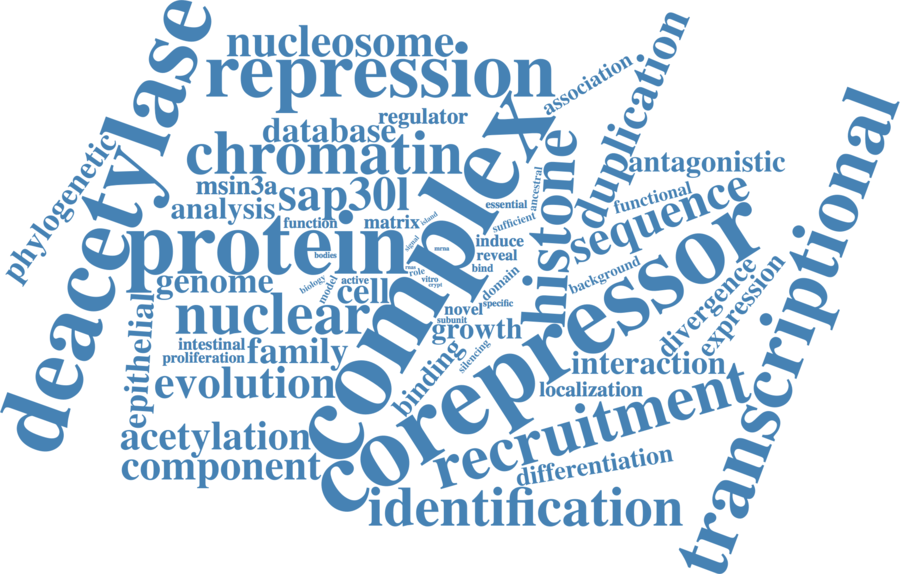 deacetylase
nucleosome
repression
association
duplication
regulator
database
chromatin
complex
phylogenetic
msin3a
sap30l
histone
antagonistic
transcriptional
analysis
function
matrix
island
essential
ancestral
functional
sufficient
sequence
protein
bodies
signal
mrna
induce
reveal
corepressor
genome
biology
model
active
cell
rnas
role
vitro
crypt
bind
domain
background
nuclear
novel
specific
subunit
growth
divergence
expression
epithelial
intestinal
proliferation
family
binding
silencing
interaction
evolution
localization
recruitment
acetylation
component
differentiation
identification